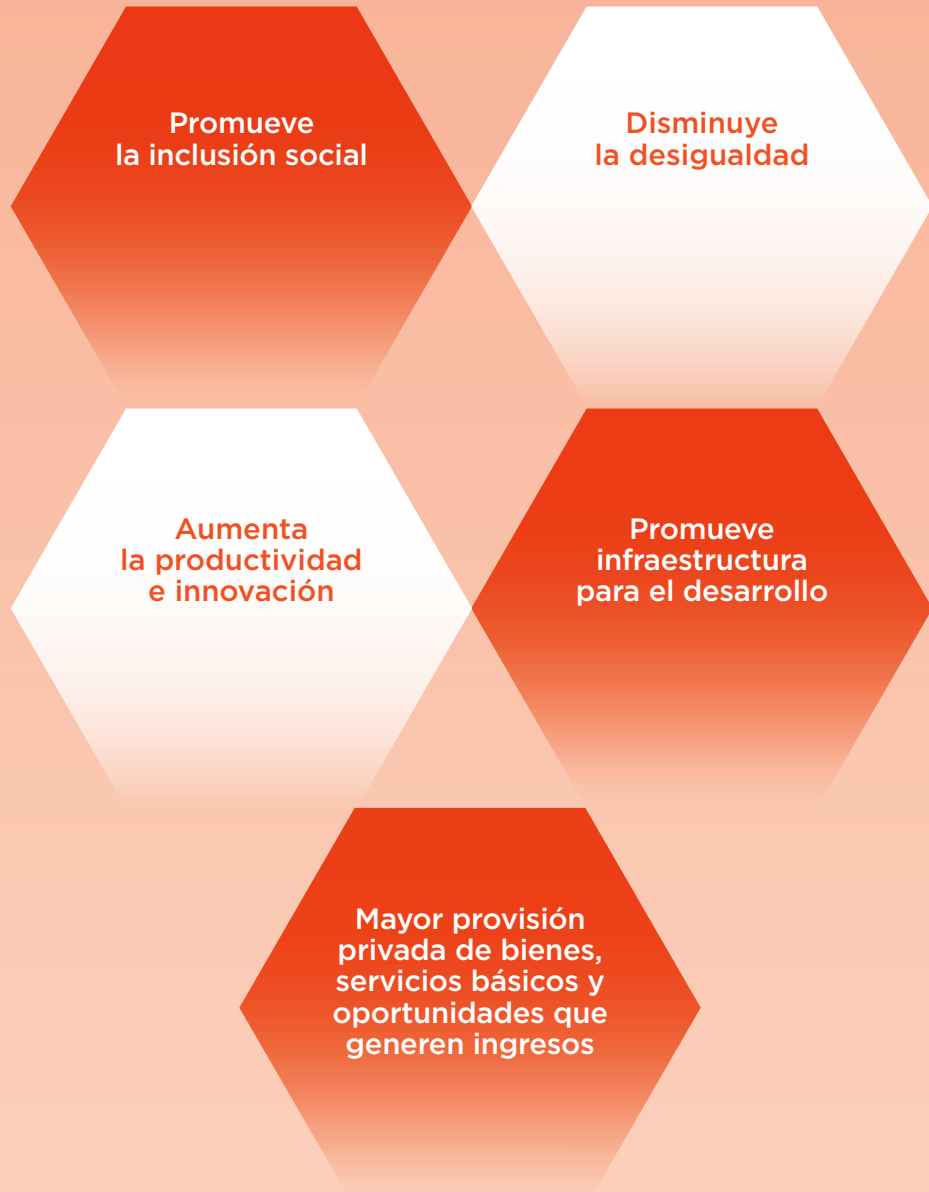 Promueve
la inclusión social
Disminuye
la desigualdad
Aumenta
la productividad
e innovación
Promueve
infraestructura
para el desarrollo
Mayor provisión
privada de bienes,
servicios básicos y
oportunidades que
generen ingresos